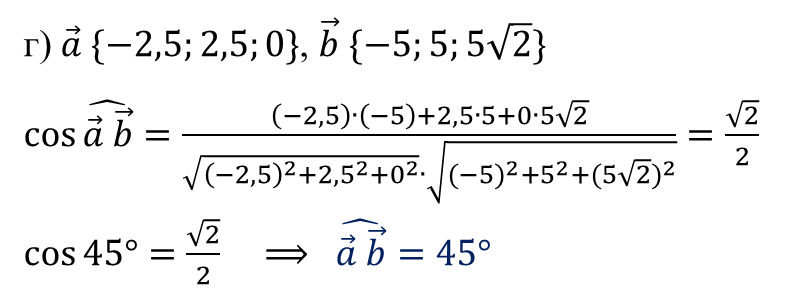 г) a⃗ {−2,5; 2,5; 0}, b⃗ {−5; 5; 5√2}
cos a⃗ b⃗ = ((−2,5)·(−5)+2,5·5+0·5√2)/(√((−2,5)²+2,5²+0²)·√((−5)²+5²+(5√2)²)) = √2/2
cos 45° = √2/2 ⟹ a⃗ b⃗ = 45°